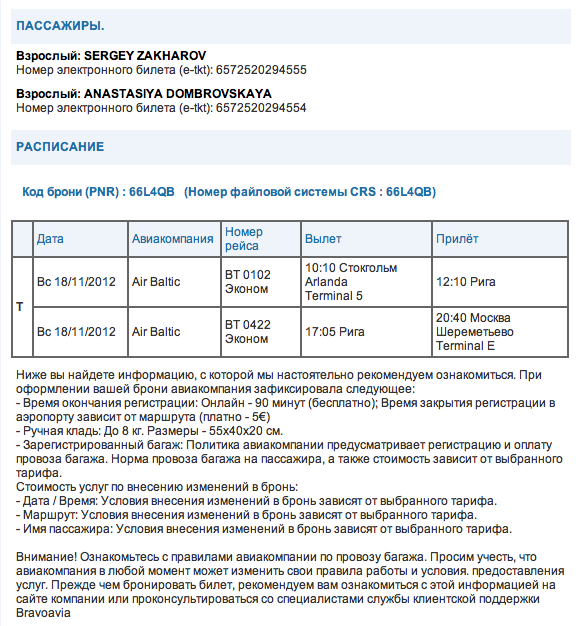 ПАССАЖИРЫ.
Взрослый: SERGEY ZAKHAROV
Номер электронного билета (e-tkt): 6572520294555
Взрослый: ANASTASIYA DOMBROVSKAYA
Номер электронного билета (e-tkt): 6572520294554
РАСПИСАНИЕ
Код брони (PNR) : 66L4QB (Номер файловой системы CRS : 66L4QB)
Дата Авиакомпания Номер рейса Вылет Прилёт
T
Вс 18/11/2012 Air Baltic BT 0102 Эконом 10:10 Стокгольм Arlanda Terminal 5 12:10 Рига
Вс 18/11/2012 Air Baltic BT 0422 Эконом 17:05 Рига 20:40 Москва Шереметьево Terminal E
Ниже вы найдете информацию, с которой мы настоятельно рекомендуем ознакомиться. При
оформлении вашей брони авиакомпания зафиксировала следующее:
- Время окончания регистрации: Онлайн - 90 минут (бесплатно); Время закрытия регистрации в
аэропорту зависит от маршрута (платно - 5€)
- Ручная кладь: До 8 кг. Размеры - 55x40x20 см.
- Зарегистрированный багаж: Политика авиакомпании предусматривает регистрацию и оплату
провоза багажа. Норма провоза багажа на пассажира, а также стоимость зависит от выбранного
тарифа.
Стоимость услуг по внесению изменений в бронь:
- Дата / Время: Условия внесения изменений в бронь зависят от выбранного тарифа.
- Маршрут: Условия внесения изменений в бронь зависят от выбранного тарифа.
- Имя пассажира: Условия внесения изменений в бронь зависят от выбранного тарифа.
Внимание! Ознакомьтесь с правилами авиакомпании по провозу багажа. Просим учесть, что
авиакомпания в любой момент может изменить свои правила работы и условия. предоставления
услуг. Прежде чем бронировать билет, рекомендуем вам ознакомиться с этой информацией на
сайте компании или проконсультироваться со специалистами службы клиентской поддержки
Bravoavia